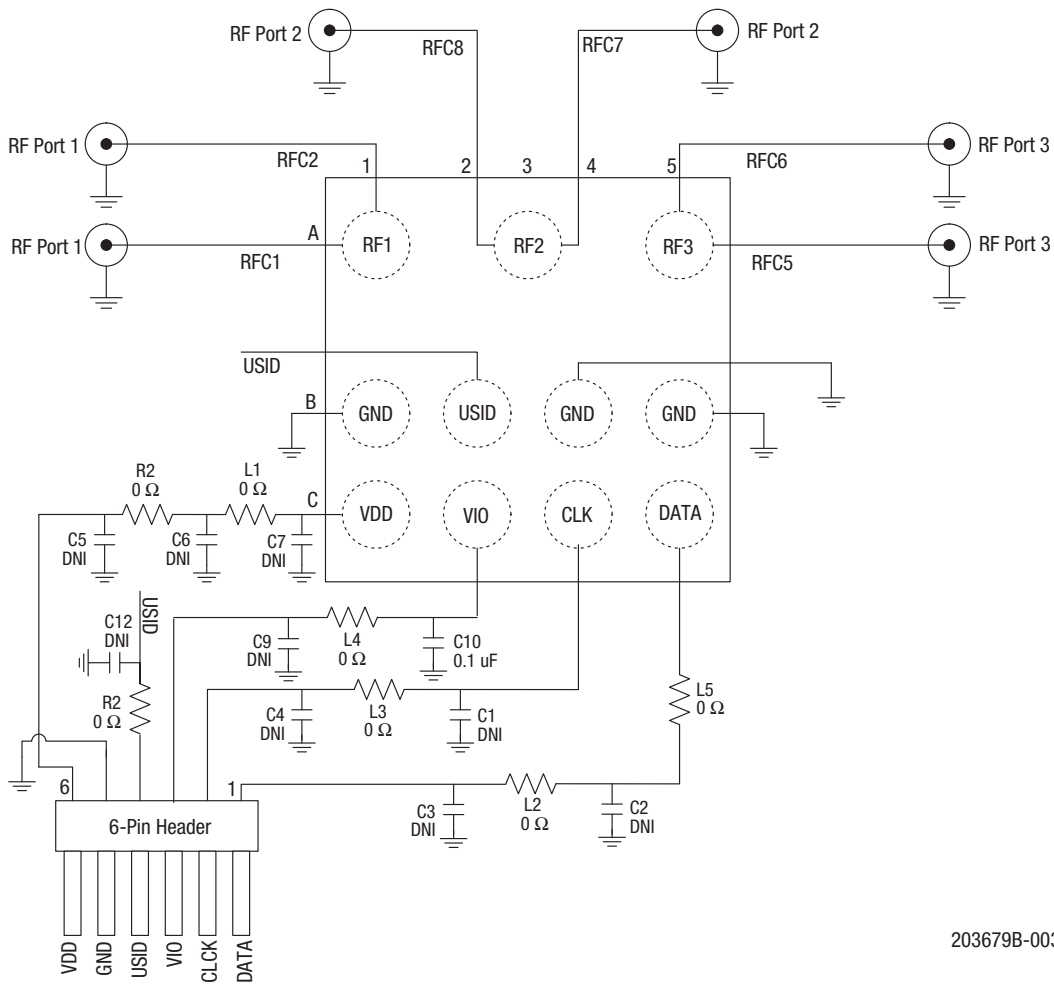 RF Port 2
RFC8
RFC7
RF Port 2
RF Port 1
RFC2
1
2
3
4
5
RFC6
RF Port 3
RF Port 1
RFC1
A
RF1
RF2
RF3
RFC5
RF Port 3
USID
B
GND
USID
GND
GND
R2
0 Ω
L1
0 Ω
C
VDD
VIO
CLK
DATA
C5
DNI
C6
DNI
C7
DNI
USID
C12
DNI
R2
0 Ω
C9
DNI
L4
0 Ω
C10
0.1 uF
C4
DNI
L3
0 Ω
C1
DNI
L5
0 Ω
6
1
6-Pin Header
C3
DNI
L2
0 Ω
C2
DNI
VDD
GND
USID
VIO
CLCK
DATA
203679B-003